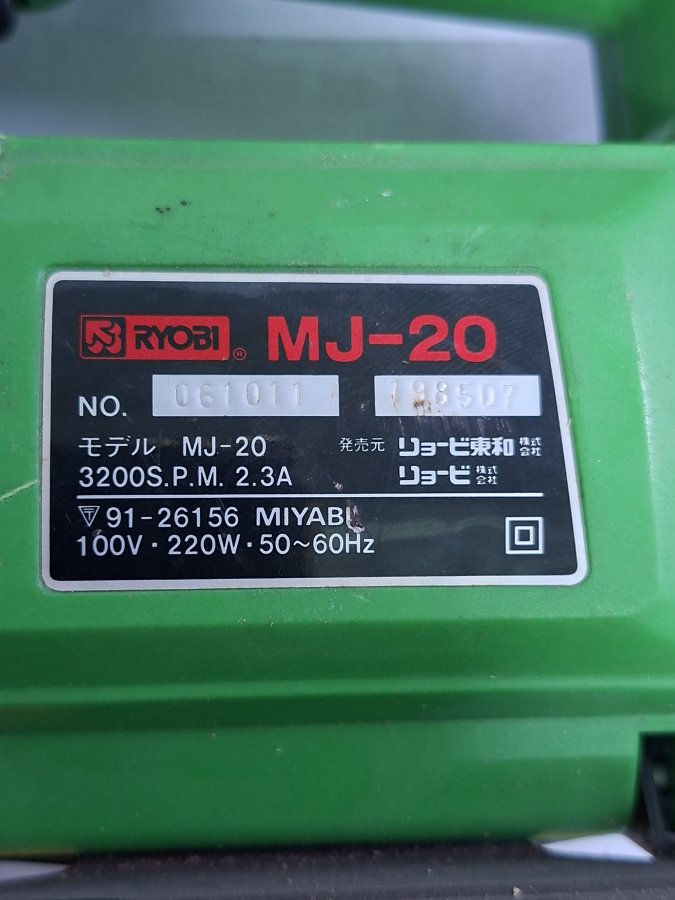 RYOBI ® MJ-20
NO. 061011 198507
モデル MJ-20 発売元 リョービ東和 株式会社
3200S.P.M. 2.3A リョービ 株式会社
〒 91-26156 MIYABI
100V・220W・50~60Hz